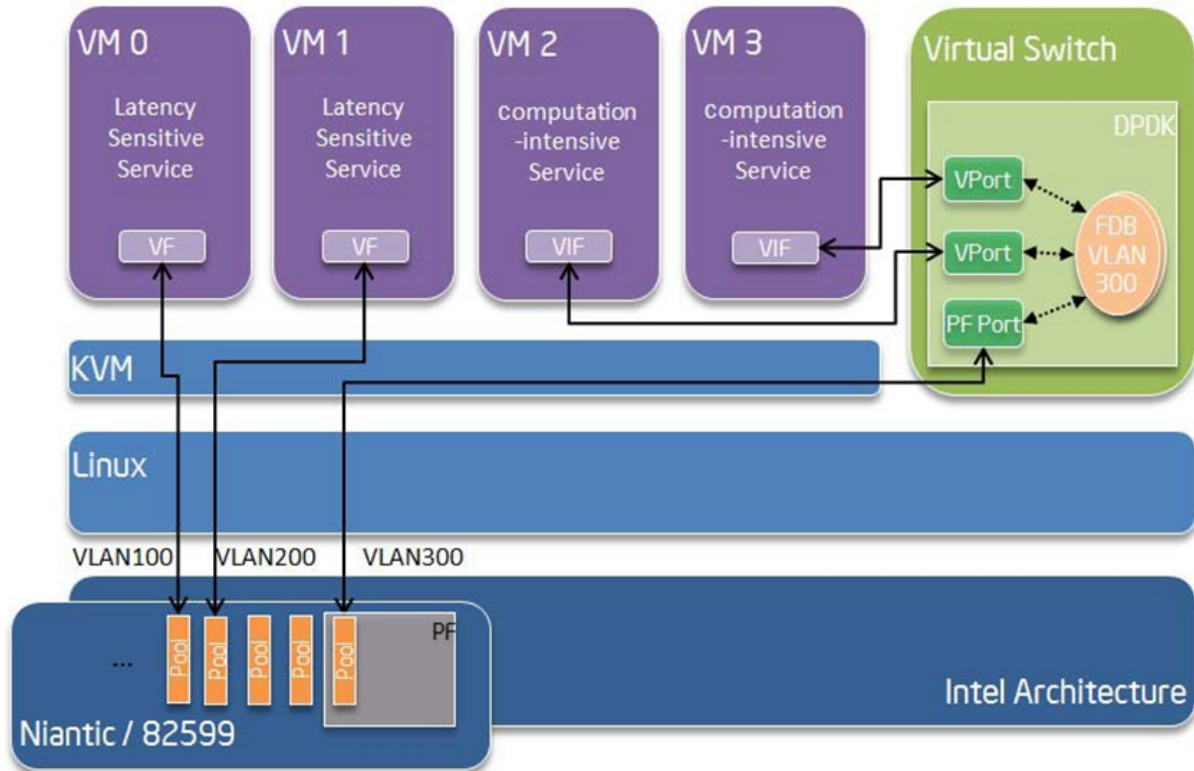 VM 0
Latency
Sensitive
Service
VF
VM 1
Latency
Sensitive
Service
VF
VM 2
computation
-intensive
Service
VIF
VM 3
computation
-intensive
Service
VIF
Virtual Switch
DPDK
VPort
VPort
PF Port
FDB
VLAN
300
KVM
Linux
VLAN100
VLAN200
VLAN300
...
Pool
Pool
Pool
Pool
Pool
PF
Niantic / 82599
Intel Architecture